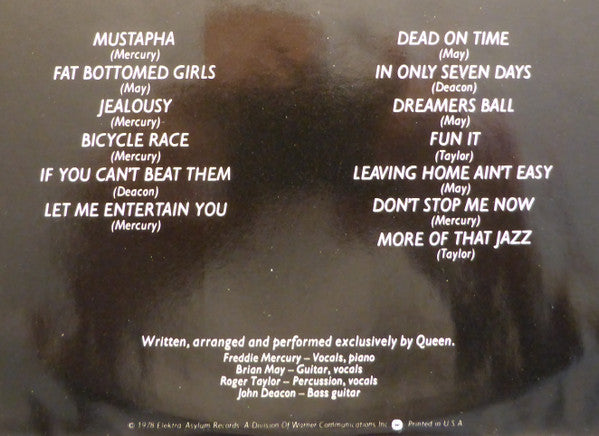 MUSTAPHA
(Mercury)
FAT BOTTOMED GIRLS
(May)
JEALOUSY
(Mercury)
BICYCLE RACE
(Mercury)
IF YOU CAN'T BEAT THEM
(Deacon)
LET ME ENTERTAIN YOU
(Mercury)
DEAD ON TIME
(May)
IN ONLY SEVEN DAYS
(Deacon)
DREAMERS BALL
(May)
FUN IT
(Taylor)
LEAVING HOME AIN'T EASY
(May)
DON'T STOP ME NOW
(Mercury)
MORE OF THAT JAZZ
(Taylor)
Written, arranged and performed exclusively by Queen.
Freddie Mercury – Vocals, piano
Brian May – Guitar, vocals
Roger Taylor – Percussion, vocals
John Deacon – Bass guitar
© 1978 Elektra Asylum Records A Division Of Warner Communications Inc. Printed in U.S.A.